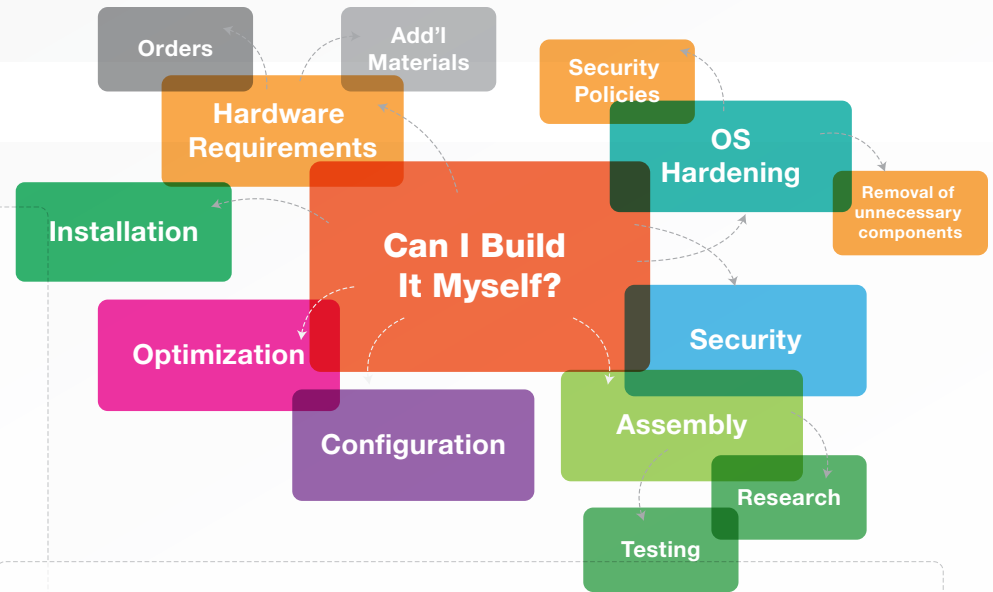 Orders
Add'l
Materials
Hardware
Requirements
Security
Policies
OS
Hardening
Removal of
unnecessary
components
Installation
Can I Build
It Myself?
Optimization
Security
Configuration
Assembly
Research
Testing